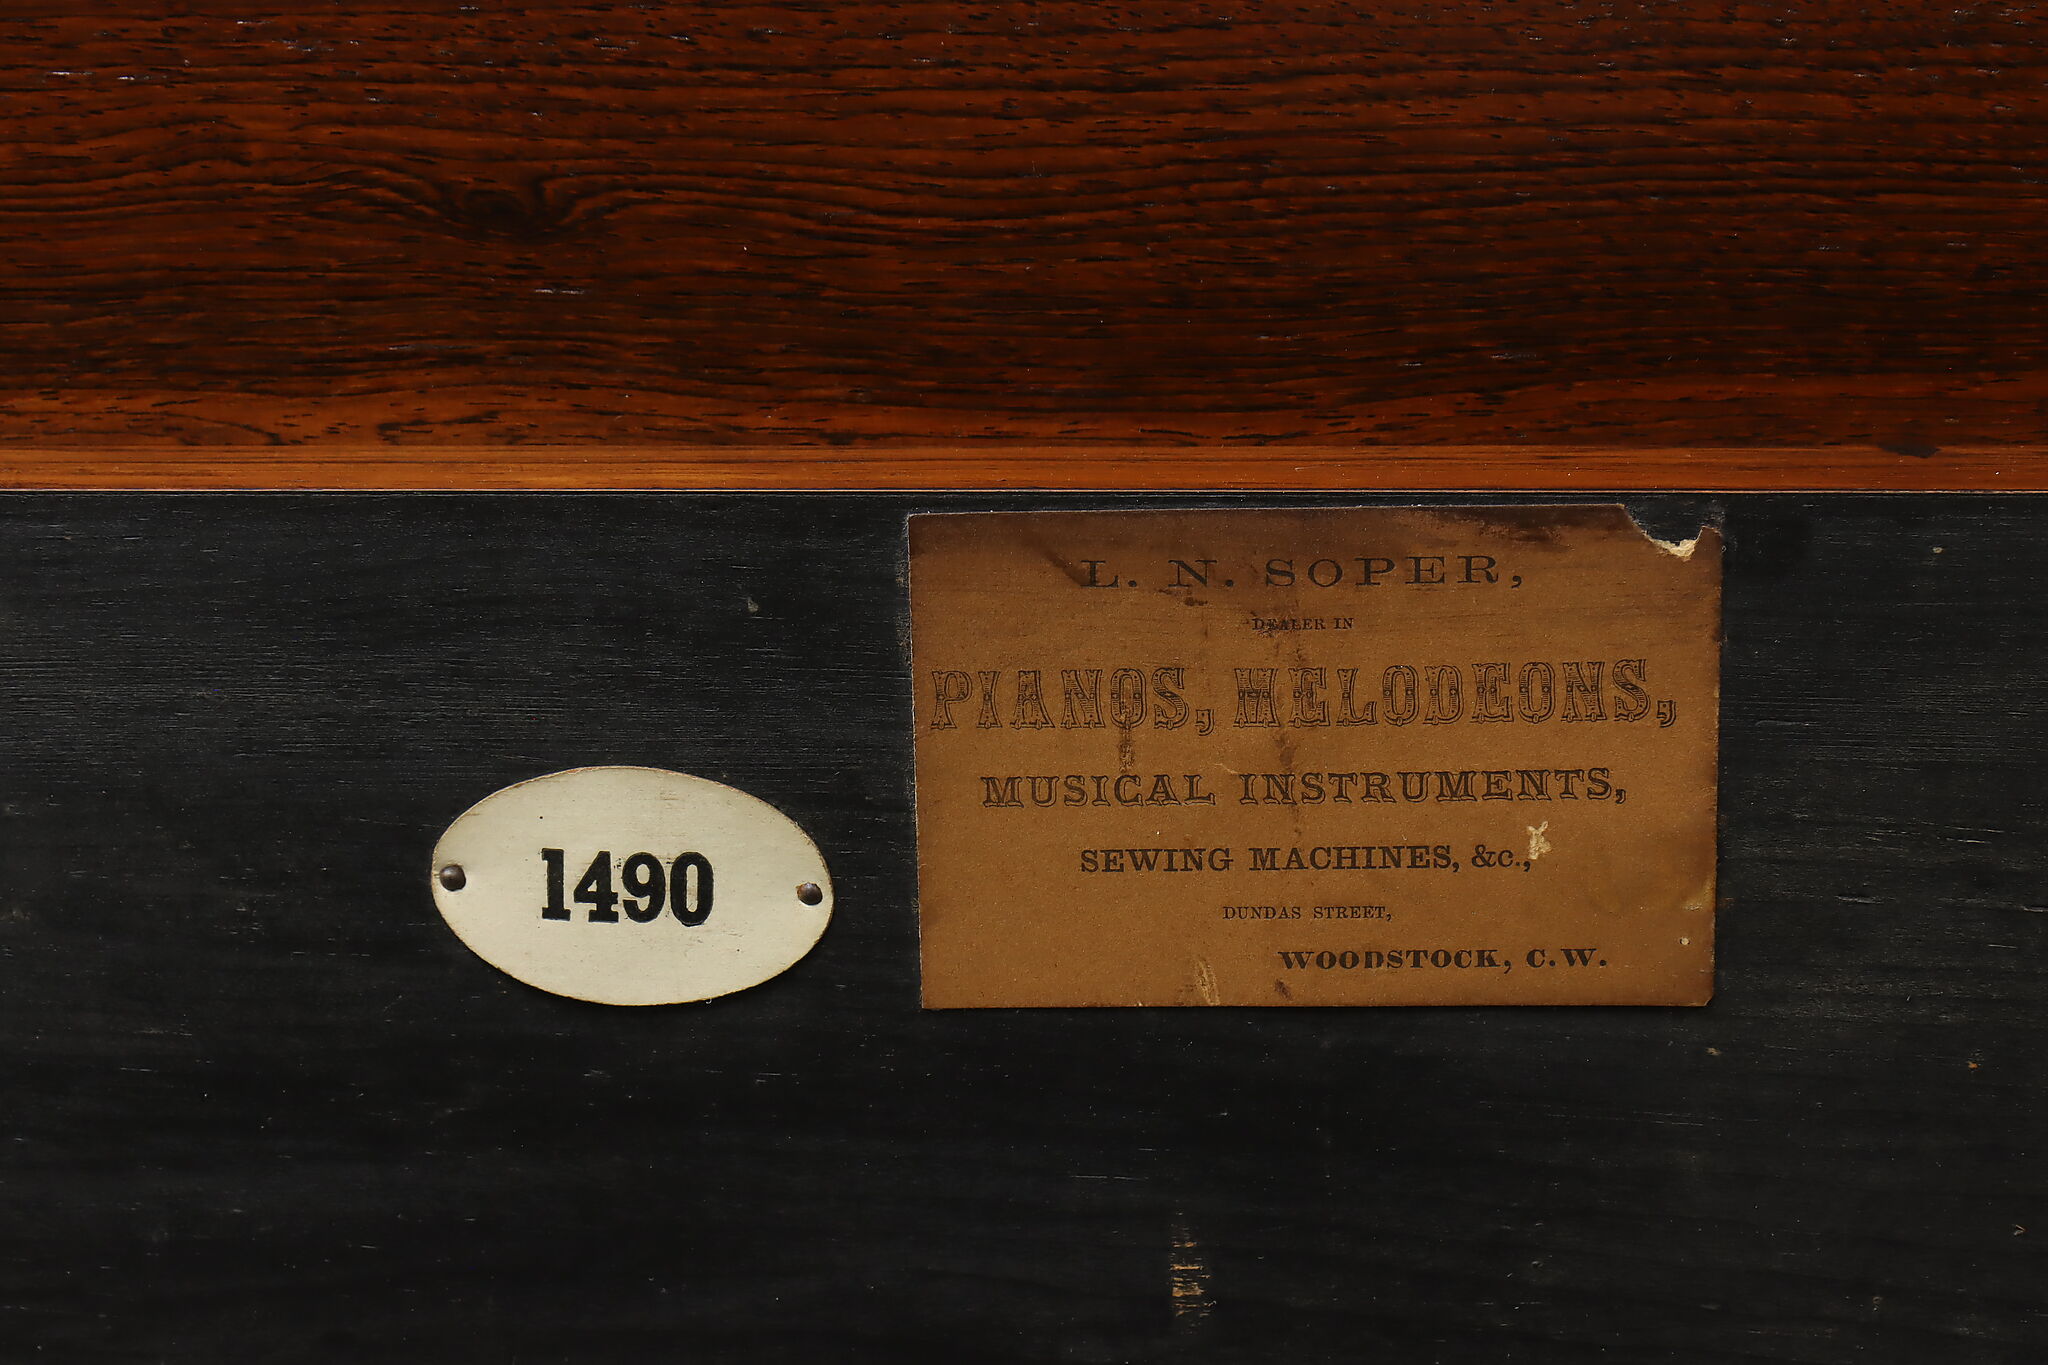 1490
L. N. SOPER,
DEALER IN
PIANOS, MELODEONS,
MUSICAL INSTRUMENTS,
SEWING MACHINES, &c.,
DUNDAS STREET,
WOODSTOCK, C.W.